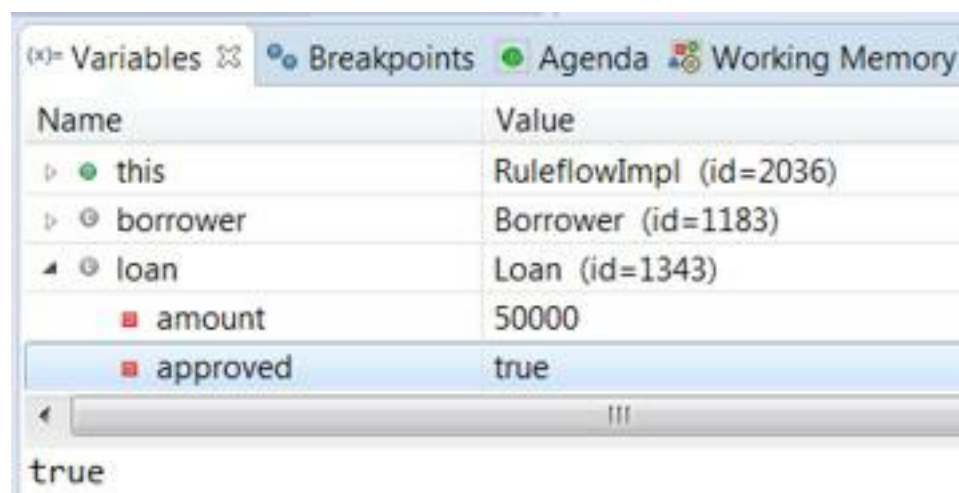 (x)= Variables Breakpoints Agenda Working Memory
Name Value
this RuleflowImpl (id=2036)
borrower Borrower (id=1183)
loan Loan (id=1343)
amount 50000
approved true
true